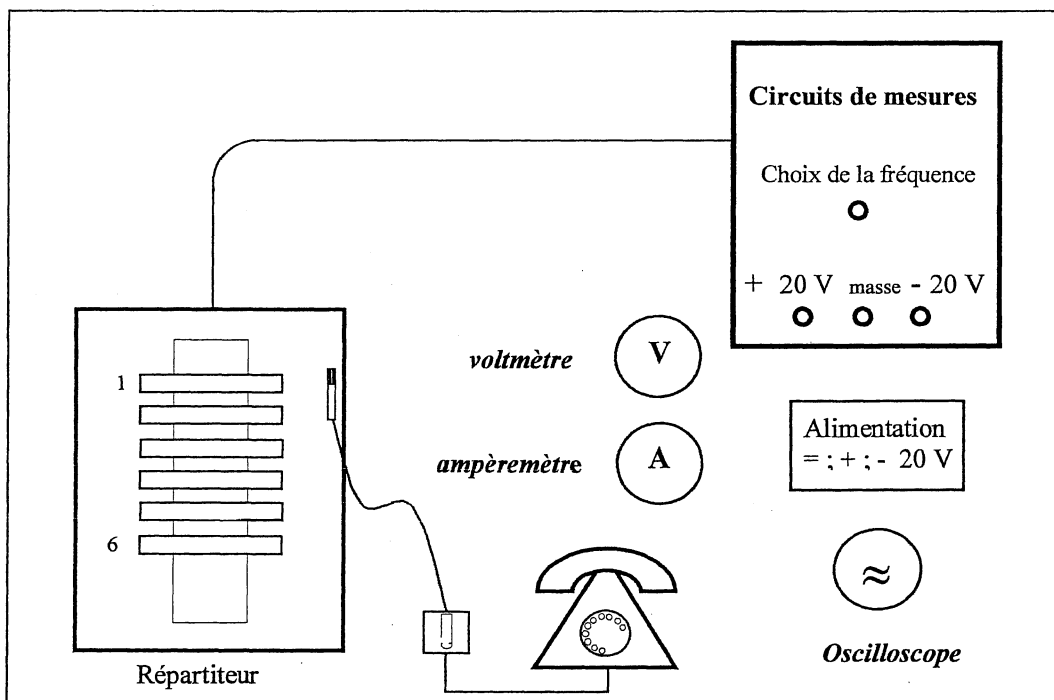 Circuits de mesures
Choix de la fréquence
+ 20 V masse - 20 V
voltmètre
V
1
ampèremètre
A
Alimentation
= ; + ; - 20 V
6
≈
Oscilloscope
Répartiteur